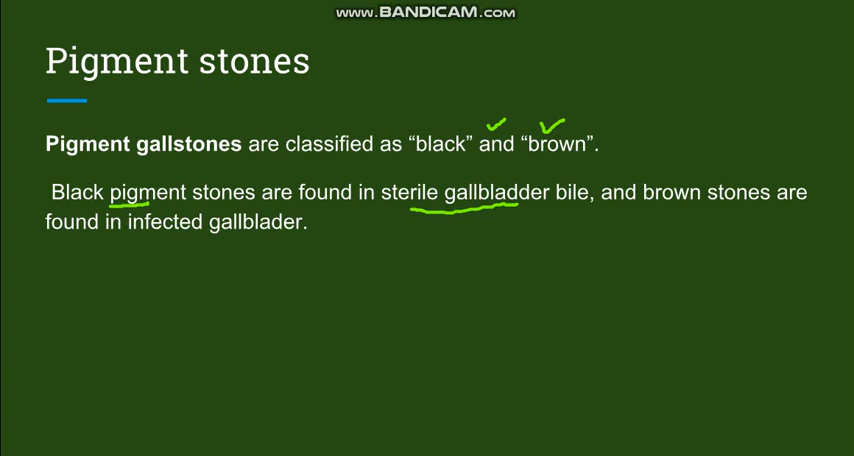 www.BANDICAM.com
Pigment stones
Pigment gallstones are classified as “black” and “brown”.
Black pigment stones are found in sterile gallbladder bile, and brown stones are
found in infected gallblader.